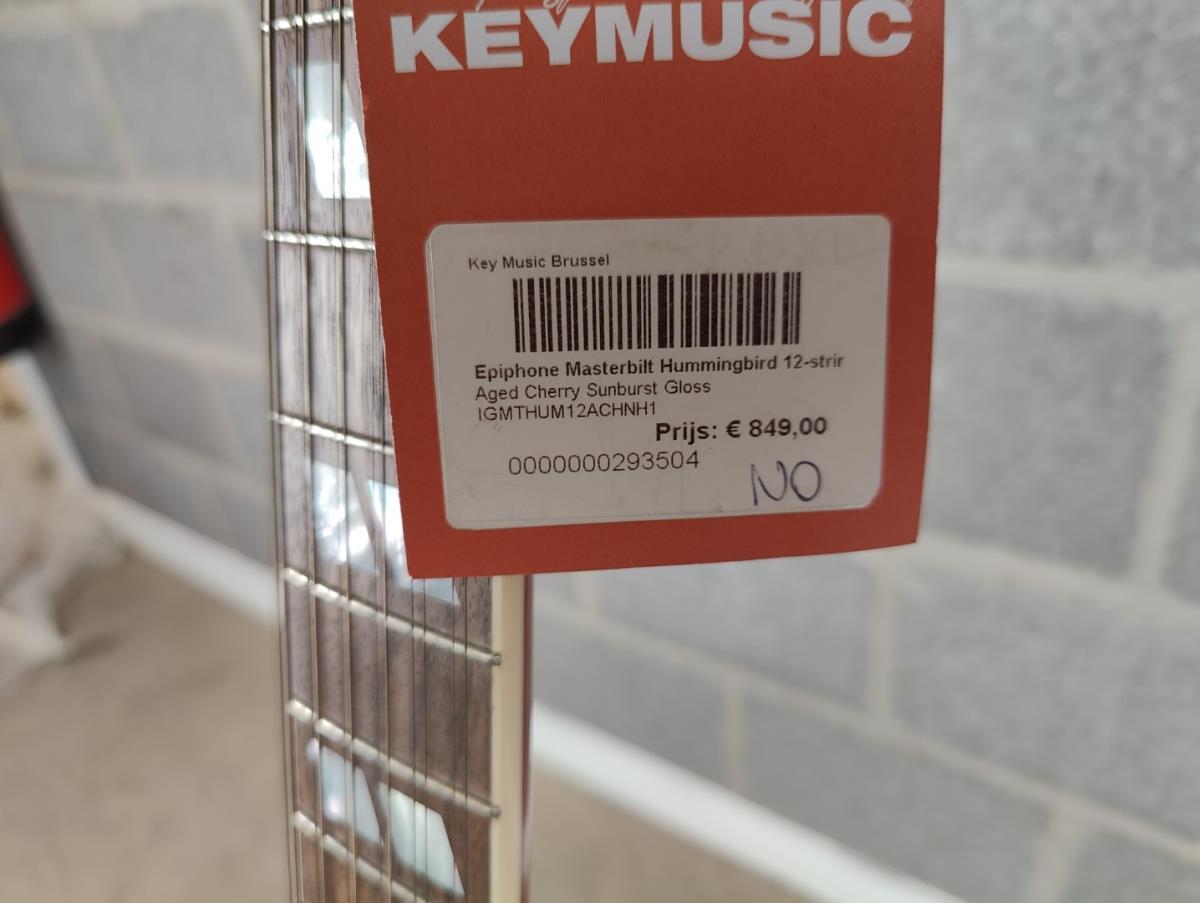 KEYMUSIC
Key Music Brussel
Epiphone Masterbilt Hummingbird 12-strir
Aged Cherry Sunburst Gloss
IGMTHUM12ACHNH1
Prijs: € 849,00
0000000293504
NO